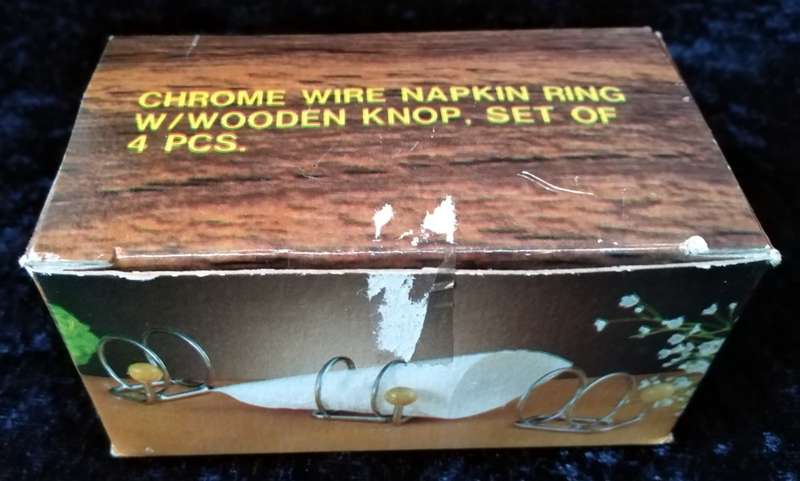 CHROME WIRE NAPKIN RING
W/WOODEN KNOP, SET OF
4 PCS.